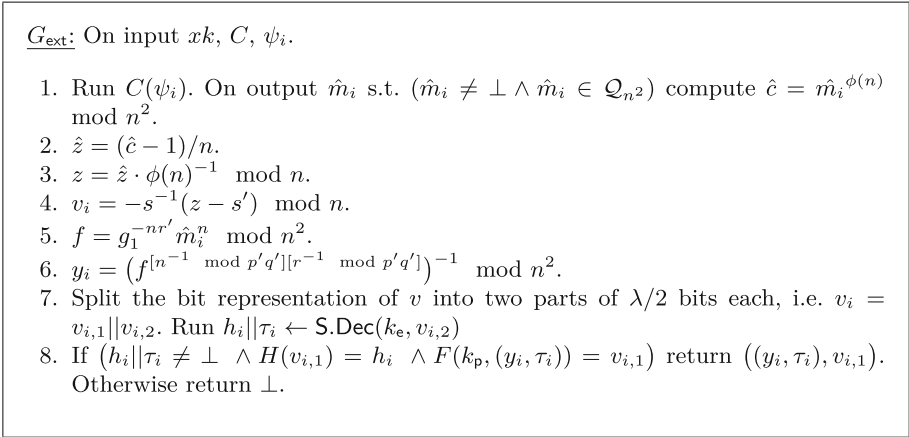 G_ext: On input xk, C, ψ_i.
1. Run C(ψ_i). On output m̂_i s.t. (m̂_i ≠ ⊥ ∧ m̂_i ∈ Q_{n^2}) compute ĉ = m̂_i^{ϕ(n)}
mod n^2.
2. ẑ = (ĉ − 1)/n.
3. z = ẑ · ϕ(n)^{−1} mod n.
4. v_i = −s^{−1}(z − s′) mod n.
5. f = g_1^{−nr′} m̂_i^n mod n^2.
6. y_i = (f^{[n^{−1} mod p′q′][r^{−1} mod p′q′]})^{−1} mod n^2.
7. Split the bit representation of v into two parts of λ/2 bits each, i.e. v_i =
v_{i,1}||v_{i,2}. Run h_i||τ_i ← S.Dec(k_e, v_{i,2})
8. If (h_i||τ_i ≠ ⊥ ∧ H(v_{i,1}) = h_i ∧ F(k_p, (y_i, τ_i)) = v_{i,1}) return ((y_i, τ_i), v_{i,1}).
Otherwise return ⊥.